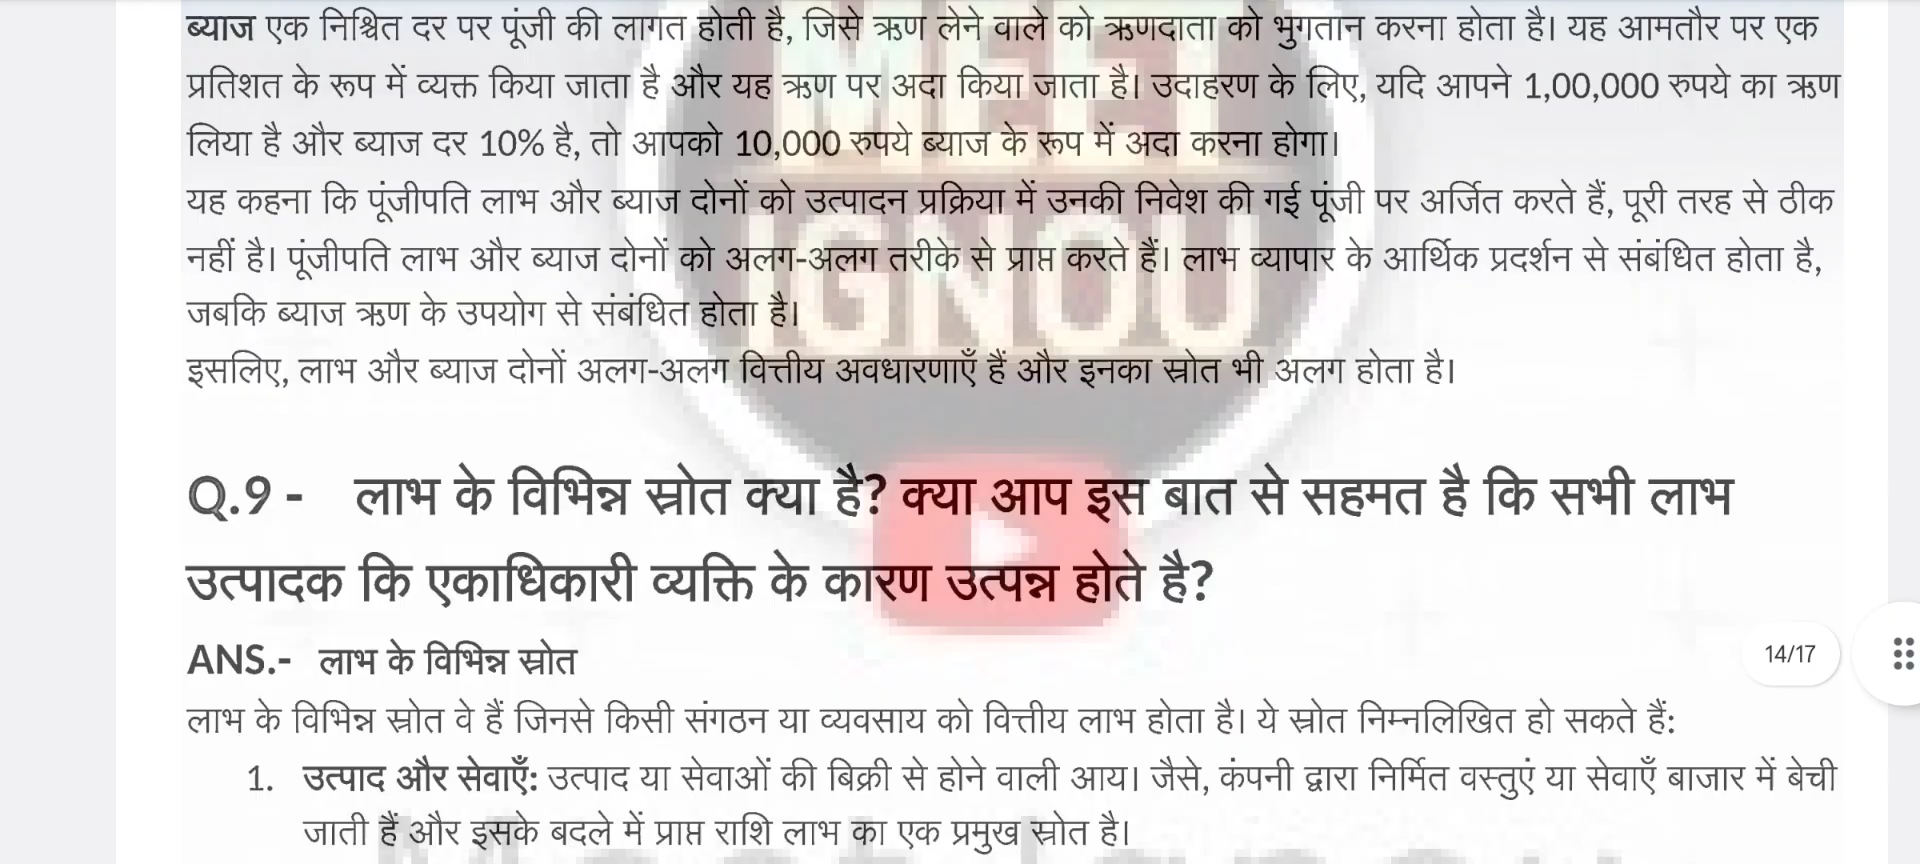 ब्याज एक निश्चित दर पर पूंजी की लागत होती है, जिसे ऋण लेने वाले को ऋणदाता को भुगतान करना होता है। यह आमतौर पर एक
प्रतिशत के रूप में व्यक्त किया जाता है और यह ऋण पर अदा किया जाता है। उदाहरण के लिए, यदि आपने 1,00,000 रुपये का ऋण
लिया है और ब्याज दर 10% है, तो आपको 10,000 रुपये ब्याज के रूप में अदा करना होगा।
यह कहना कि पूंजीपति लाभ और ब्याज दोनों को उत्पादन प्रक्रिया में उनकी निवेश की गई पूंजी पर अर्जित करते हैं, पूरी तरह से ठीक
नहीं है। पूंजीपति लाभ और ब्याज दोनों को अलग-अलग तरीके से प्राप्त करते हैं। लाभ व्यापार के आर्थिक प्रदर्शन से संबंधित होता है,
जबकि ब्याज ऋण के उपयोग से संबंधित होता है।
इसलिए, लाभ और ब्याज दोनों अलग-अलग वित्तीय अवधारणाएँ हैं और इनका स्रोत भी अलग होता है।
MEET
IGNOU
Q.9 - लाभ के विभिन्न स्रोत क्या है? क्या आप इस बात से सहमत है कि सभी लाभ
उत्पादक कि एकाधिकारी व्यक्ति के कारण उत्पन्न होते है?
ANS.- लाभ के विभिन्न स्रोत
14/17
लाभ के विभिन्न स्रोत वे हैं जिनसे किसी संगठन या व्यवसाय को वित्तीय लाभ होता है। ये स्रोत निम्नलिखित हो सकते हैं:
1. उत्पाद और सेवाएँ: उत्पाद या सेवाओं की बिक्री से होने वाली आय। जैसे, कंपनी द्वारा निर्मित वस्तुएं या सेवाएँ बाजार में बेची
जाती हैं और इसके बदले में प्राप्त राशि लाभ का एक प्रमुख स्रोत है।